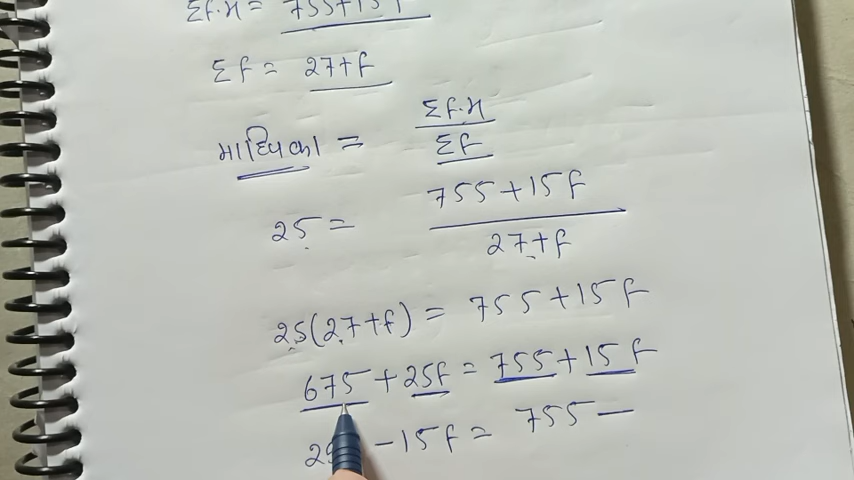 Σf.x = 755+15f
Σf = 27+f
माध्यिका = Σf.x / Σf
25 = 755+15f / 27+f
25(27+f) = 755+15f
675+25f = 755+15f
-15f = 755-